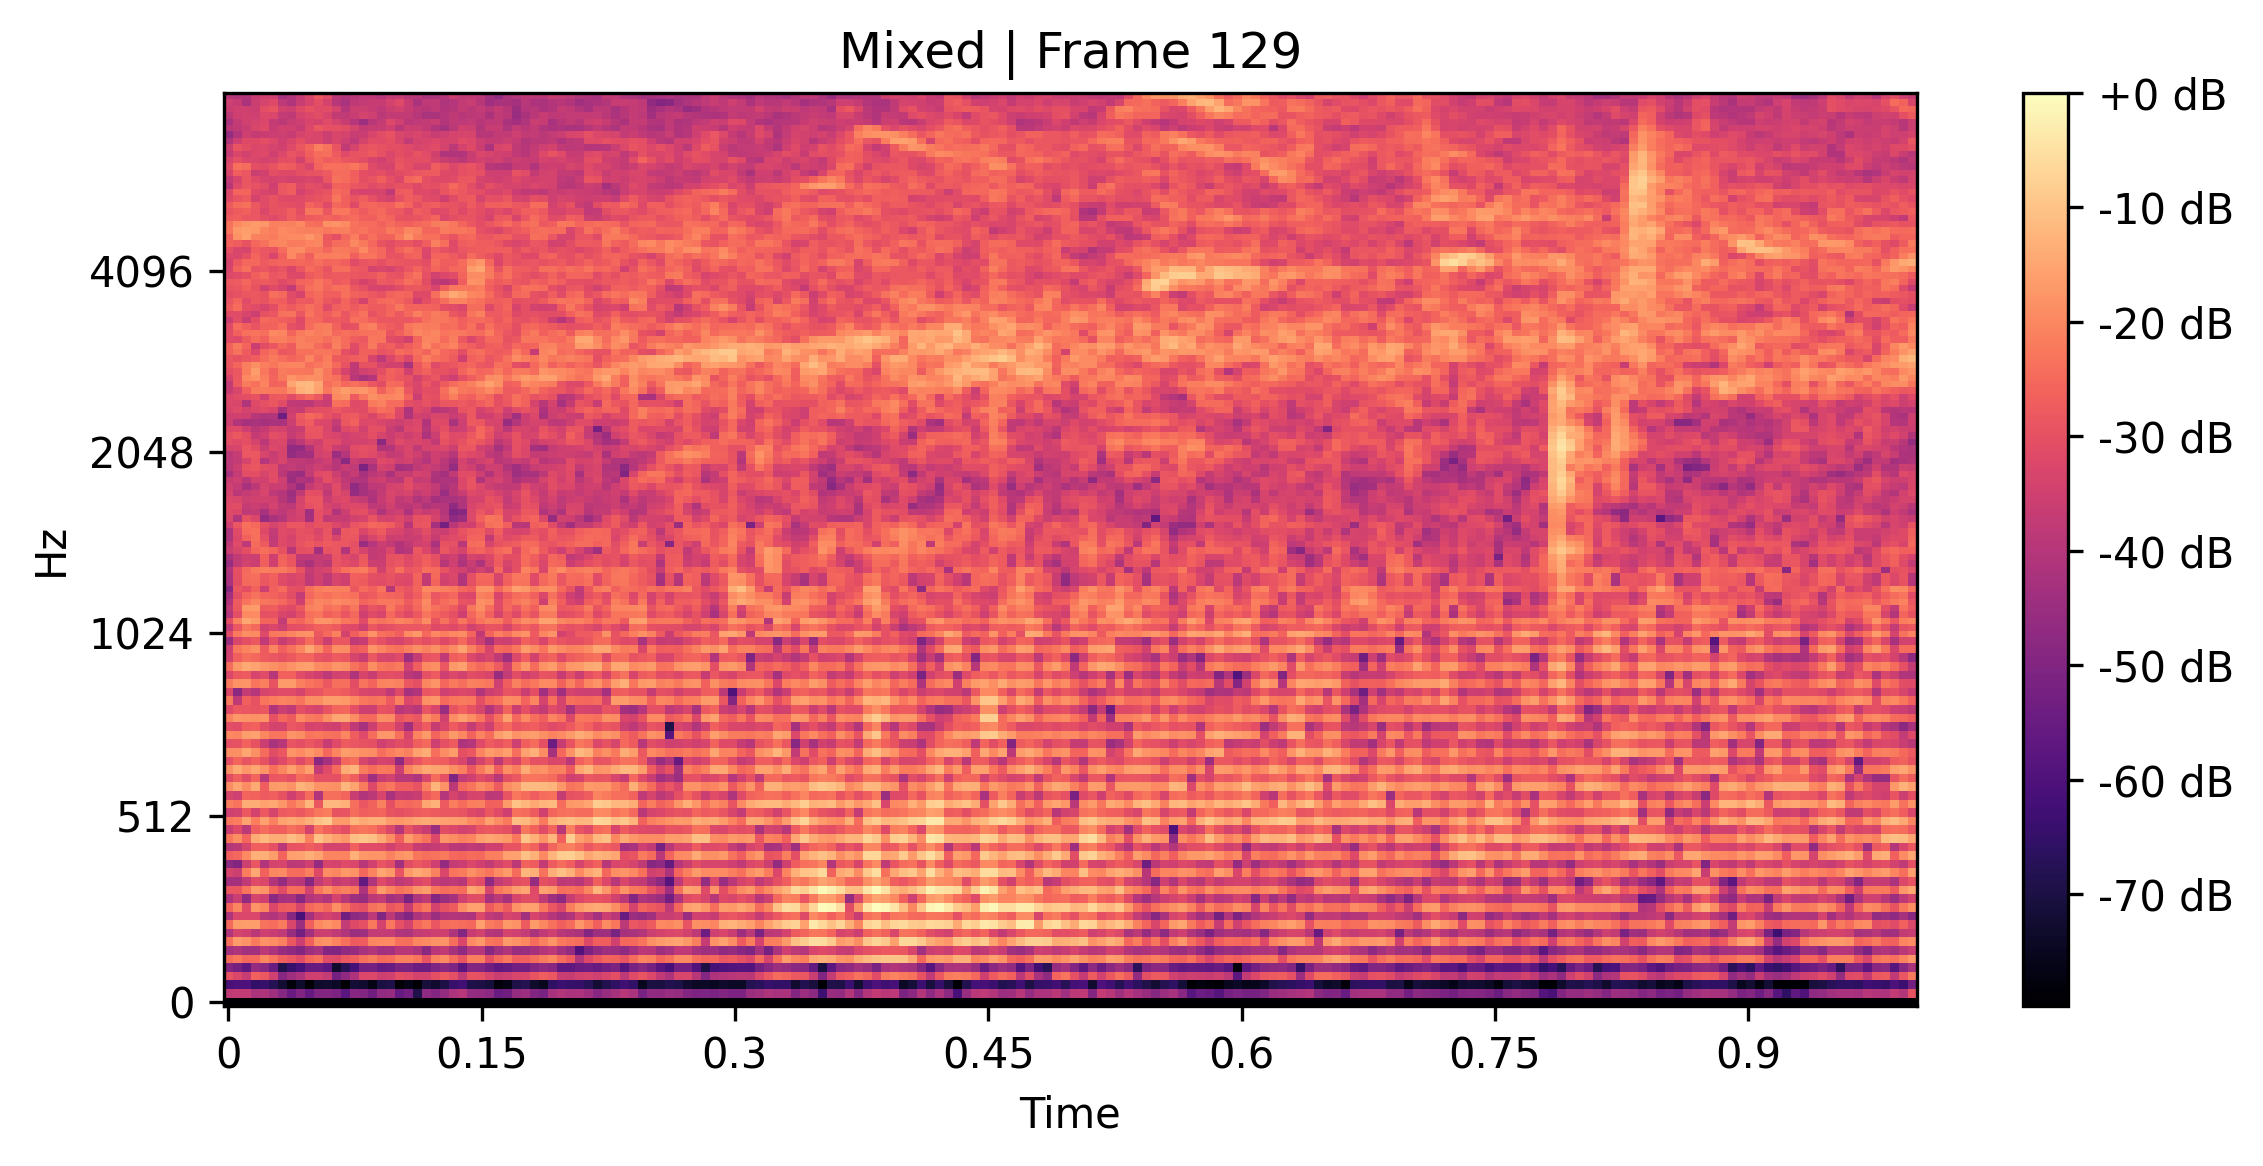 Mixed | Frame 129
+0 dB
-10 dB
-20 dB
-30 dB
-40 dB
-50 dB
-60 dB
-70 dB
4096
2048
1024
512
0
Hz
0 0.15 0.3 0.45 0.6 0.75 0.9
Time